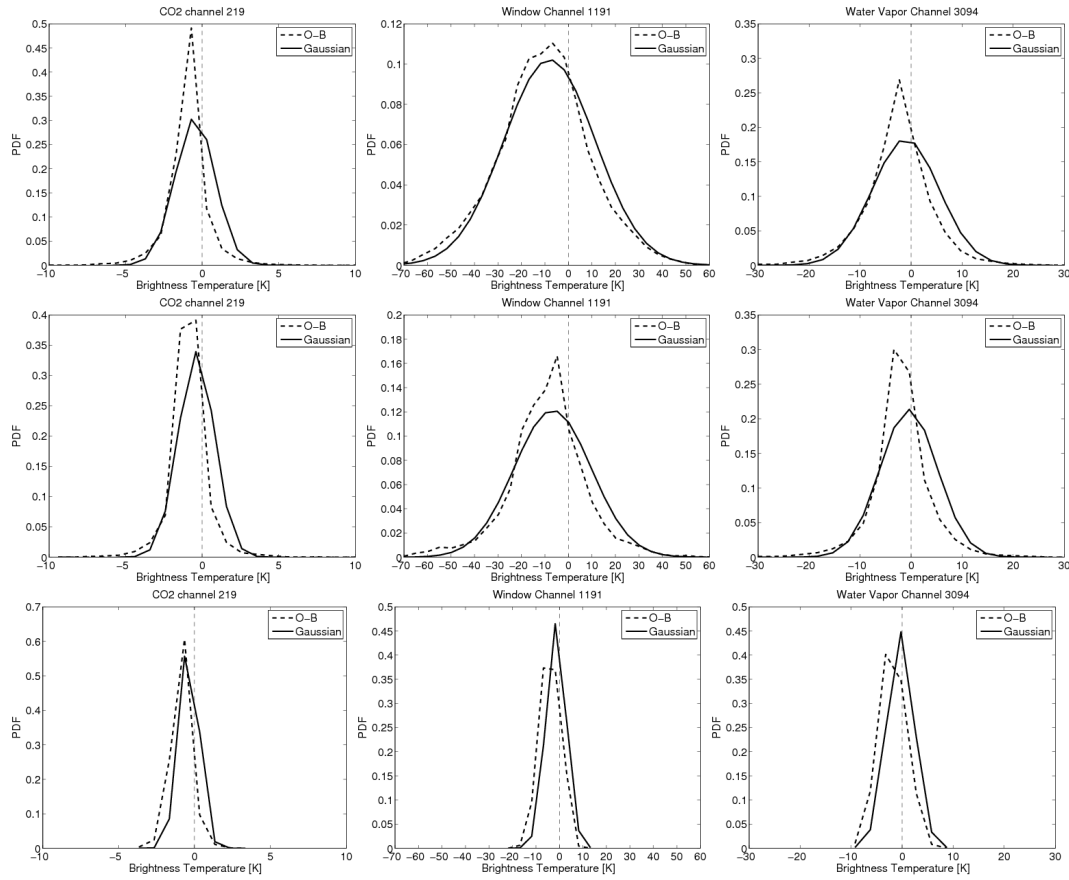 CO2 channel 219
PDF
0.5
0.45
0.4
0.35
0.3
0.25
0.2
0.15
0.1
0.05
0
−10 −5 0 5 10
Brightness Temperature [K]
O−B
Gaussian
Window Channel 1191
PDF
0.12
0.1
0.08
0.06
0.04
0.02
0
−70 −60 −50 −40 −30 −20 −10 0 10 20 30 40 50 60
Brightness Temperature [K]
O−B
Gaussian
Water Vapor Channel 3094
PDF
0.35
0.3
0.25
0.2
0.15
0.1
0.05
0
−30 −20 −10 0 10 20 30
Brightness Temperature [K]
O−B
Gaussian
CO2 channel 219
PDF
0.4
0.35
0.3
0.25
0.2
0.15
0.1
0.05
0
−10 −5 0 5 10
Brightness Temperature [K]
O−B
Gaussian
Window Channel 1191
PDF
0.2
0.18
0.16
0.14
0.12
0.1
0.08
0.06
0.04
0.02
0
−70 −60 −50 −40 −30 −20 −10 0 10 20 30 40 50 60
Brightness Temperature [K]
O−B
Gaussian
Water Vapor Channel 3094
PDF
0.35
0.3
0.25
0.2
0.15
0.1
0.05
0
−30 −20 −10 0 10 20 30
Brightness Temperature [K]
O−B
Gaussian
CO2 channel 219
PDF
0.7
0.6
0.5
0.4
0.3
0.2
0.1
0
−10 −5 0 5 10
Brightness Temperature [K]
O−B
Gaussian
Window Channel 1191
PDF
0.5
0.45
0.4
0.35
0.3
0.25
0.2
0.15
0.1
0.05
0
−70 −60 −50 −40 −30 −20 −10 0 10 20 30 40 50 60
Brightness Temperature [K]
O−B
Gaussian
Water Vapor Channel 3094
PDF
0.5
0.45
0.4
0.35
0.3
0.25
0.2
0.15
0.1
0.05
0
−30 −20 −10 0 10 20 30
Brightness Temperature [K]
O−B
Gaussian